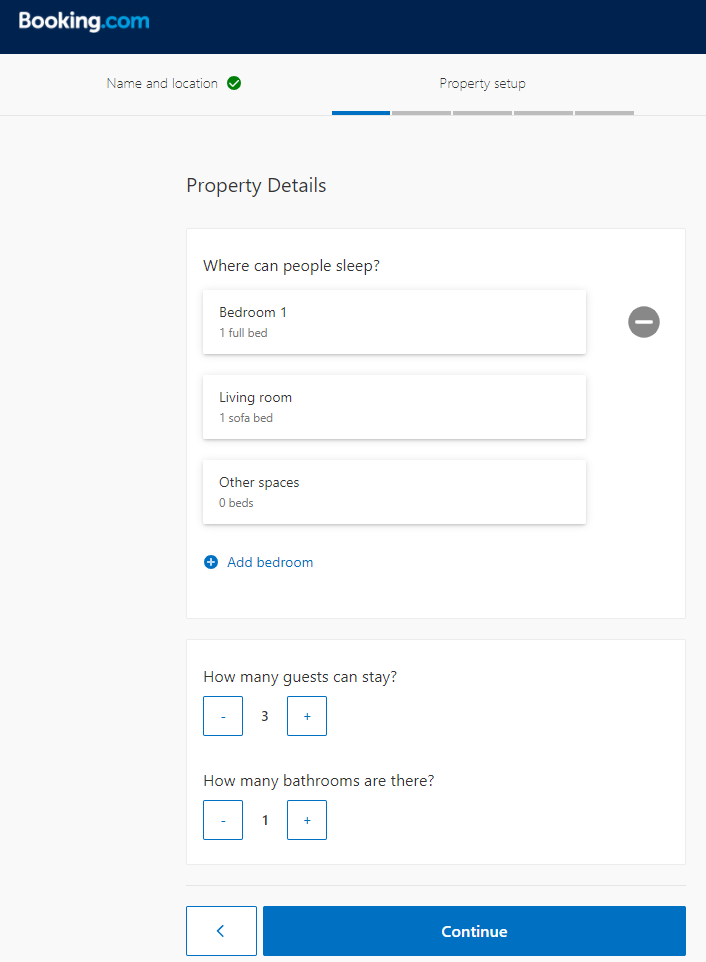 Booking.com
Name and location
Property setup
Property Details
Where can people sleep?
Bedroom 1
1 full bed
Living room
1 sofa bed
Other spaces
0 beds
Add bedroom
How many guests can stay?
- 3 +
How many bathrooms are there?
- 1 +
Continue